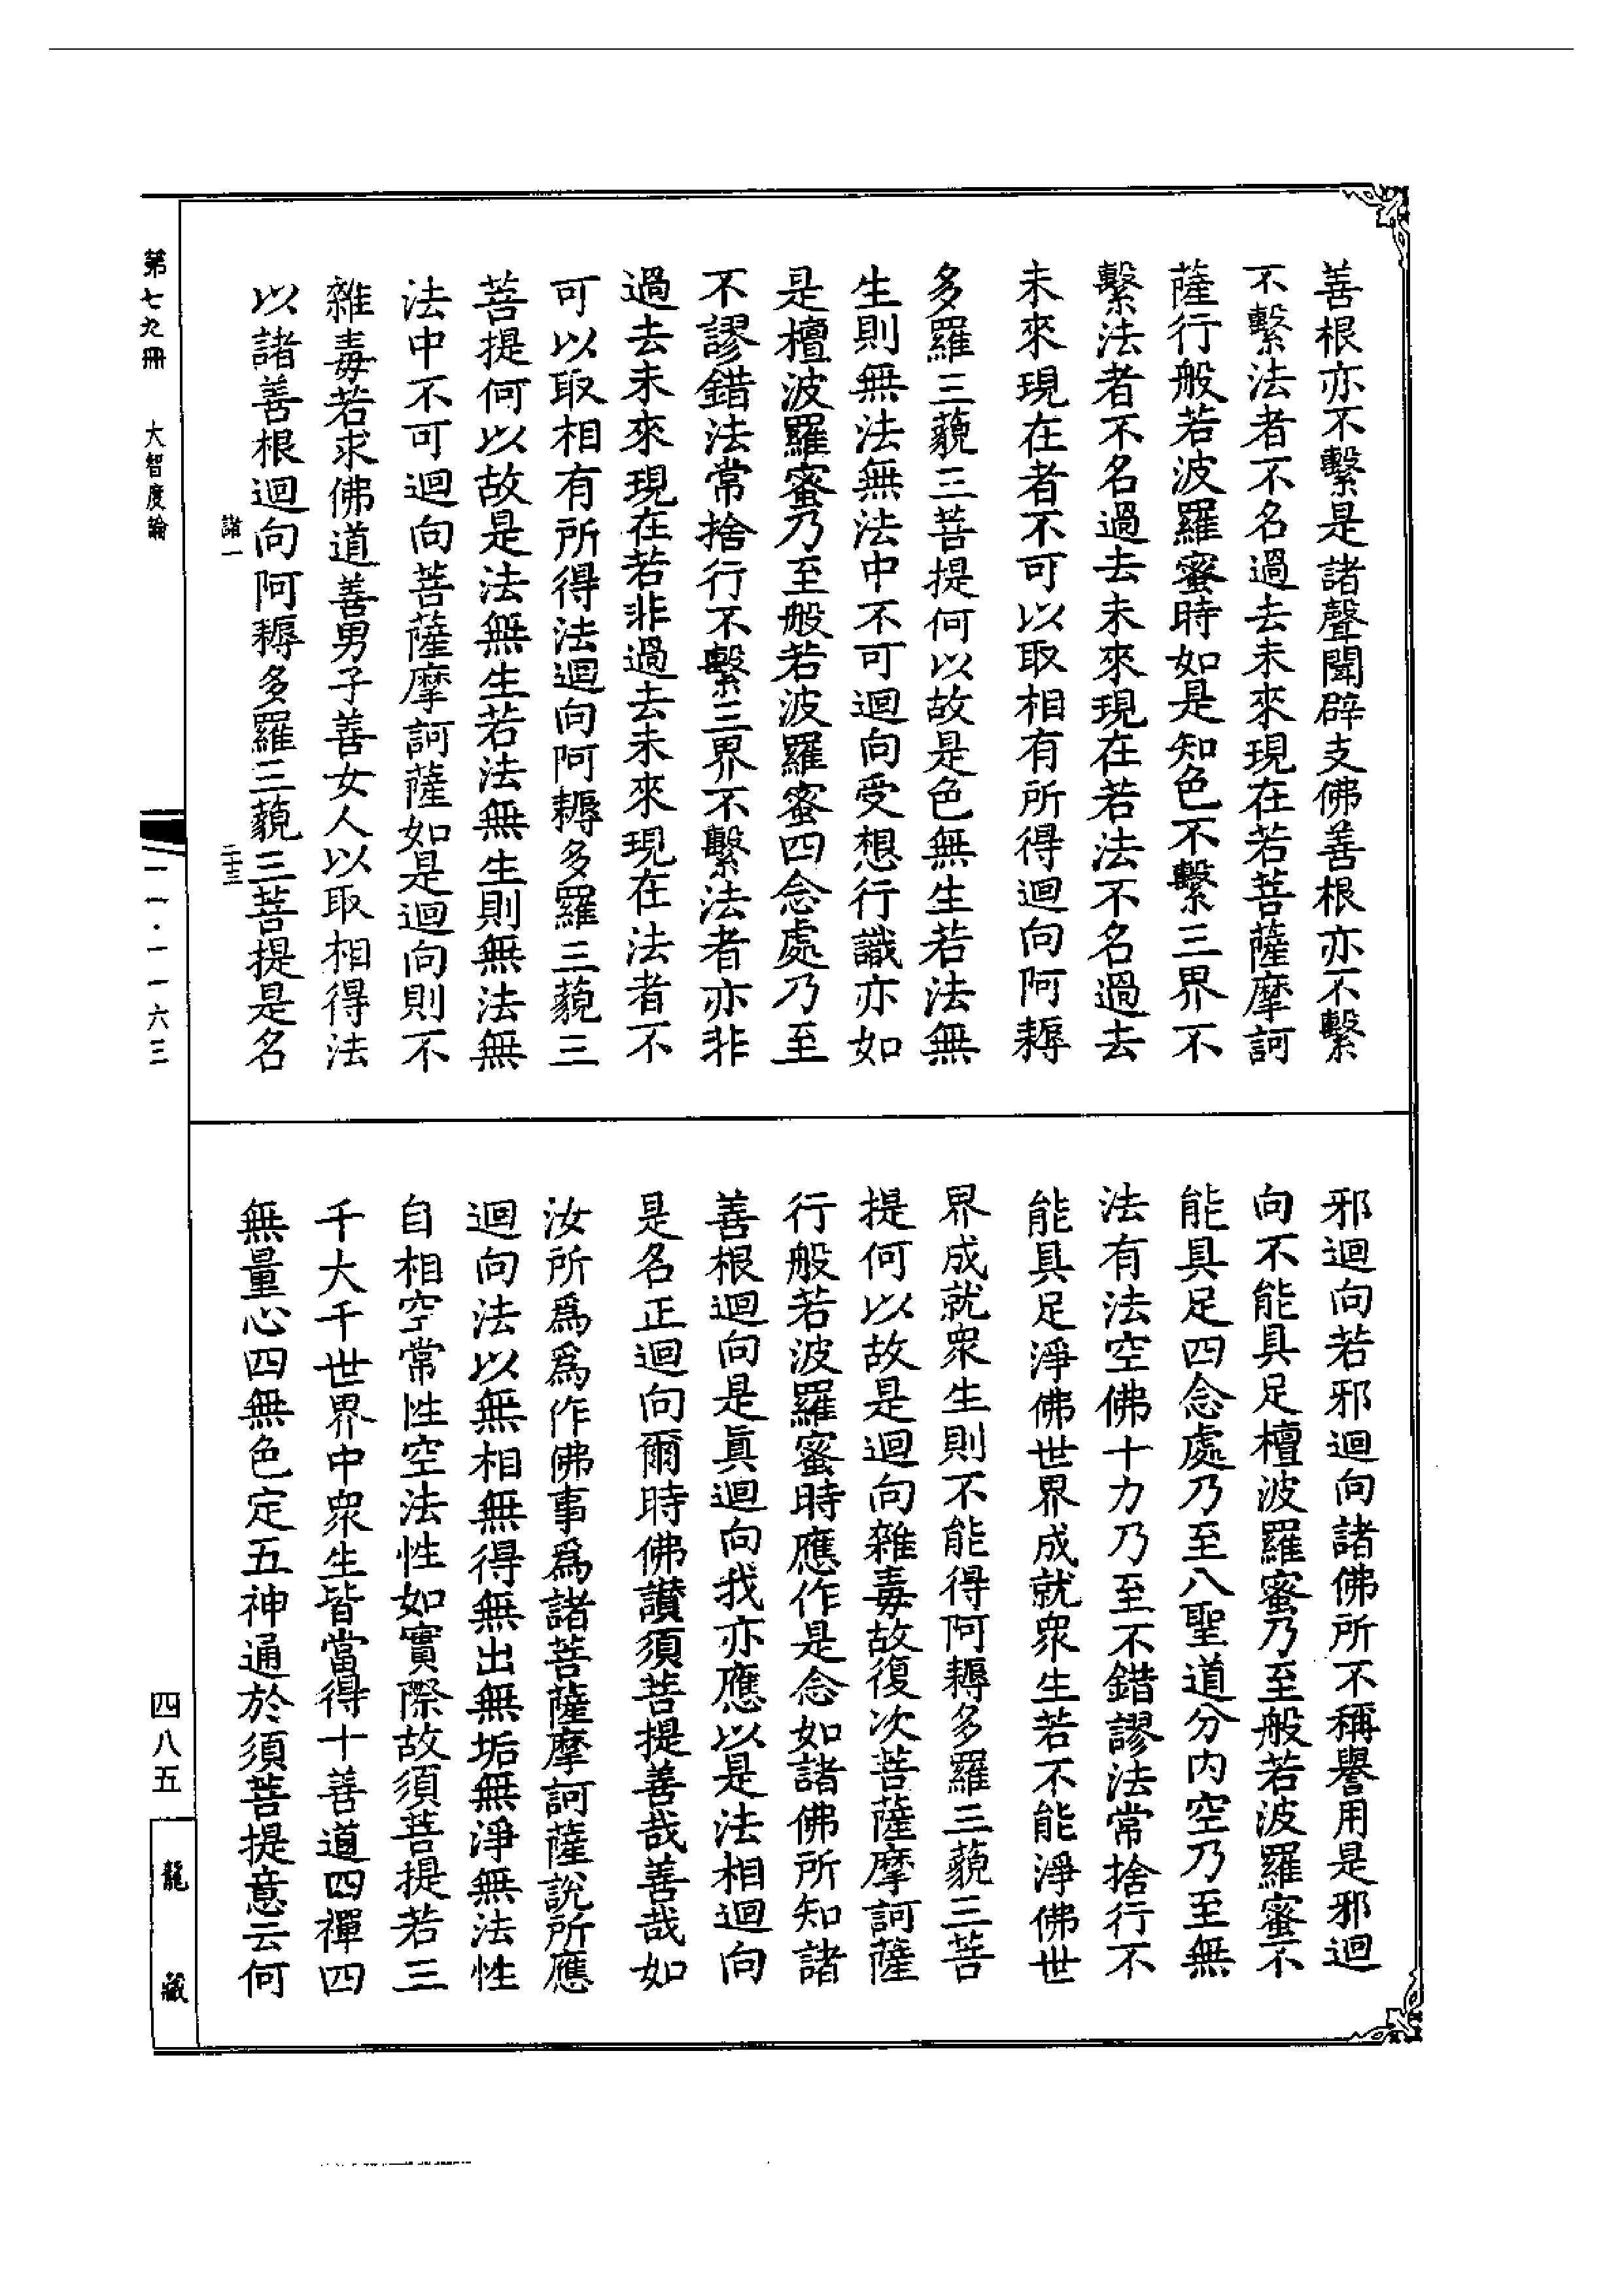 善根亦不繫是諸聲聞辟支佛善根亦不繫
不繫法者不名過去未來現在若菩薩摩訶
薩行般若波羅蜜時如是知色不繫三界不
繫法者不名過去未來現在若法不名過去
未來現在者不可以取相有所得迴向阿耨
多羅三藐三菩提何以故是色無生若法無
生則無法無法中不可迴向受想行識亦如
是檀波羅蜜乃至般若波羅蜜四念處乃至
不謬錯法常捨行不繫三界不繫法者亦非
過去未來現在若非過去未來現在法者不
可以取相有所得法迴向阿耨多羅三藐三
菩提何以故是法無生若法無生則無法無
法中不可迴向菩薩摩訶薩如是迴向則不
雜毒若求佛道善男子善女人以取相得法
以諸善根迴向阿耨多羅三藐三菩提是名
邪迴向若邪迴向諸佛所不稱譽用是邪迴
向不能具足檀波羅蜜乃至般若波羅蜜不
能具足四念處乃至八聖道分內空乃至無
法有法空佛十力乃至不錯謬法常捨行不
能具足淨佛世界成就眾生若不能淨佛世
界成就眾生則不能得阿耨多羅三藐三菩
提何以故是迴向雜毒故復次菩薩摩訶薩
行般若波羅蜜時應作是念如諸佛所知諸
善根迴向是真迴向我亦應以是法相迴向
是名正迴向爾時佛讚須菩提善哉善哉如
汝所為為作佛事為諸菩薩摩訶薩說所應
迴向法以無相無得無出無垢無淨無法性
自相空常性空法性如實際故須菩提若三
千大千世界中眾生皆當得十善道四禪四
無量心四無色定五神通於須菩提意云何
諸一
二十三
第七九冊 大智度論
一一．一一六三
四八五
龍藏